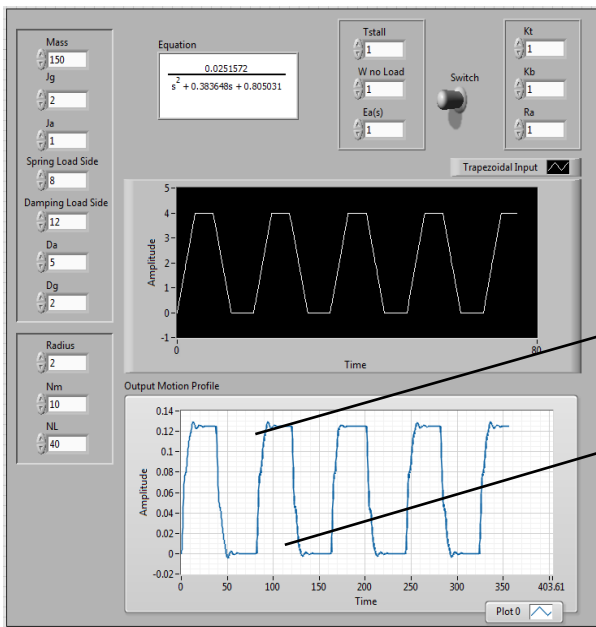 Mass
150
Jg
2
Ja
1
Spring Load Side
8
Damping Load Side
12
Da
5
Dg
2
Radius
2
Nm
10
NL
40
Equation
0.0251572
s^2 + 0.383648s + 0.805031
Tstall
1
W no Load
1
Ea(s)
1
Switch
Kt
1
Kb
1
Ra
1
Trapezoidal Input
Amplitude
5
4
3
2
1
0
-1
0
80
Time
Output Motion Profile
Amplitude
0.14
0.12
0.1
0.08
0.06
0.04
0.02
0
-0.02
0 50 100 150 200 250 300 350 403.61
Time
Plot 0